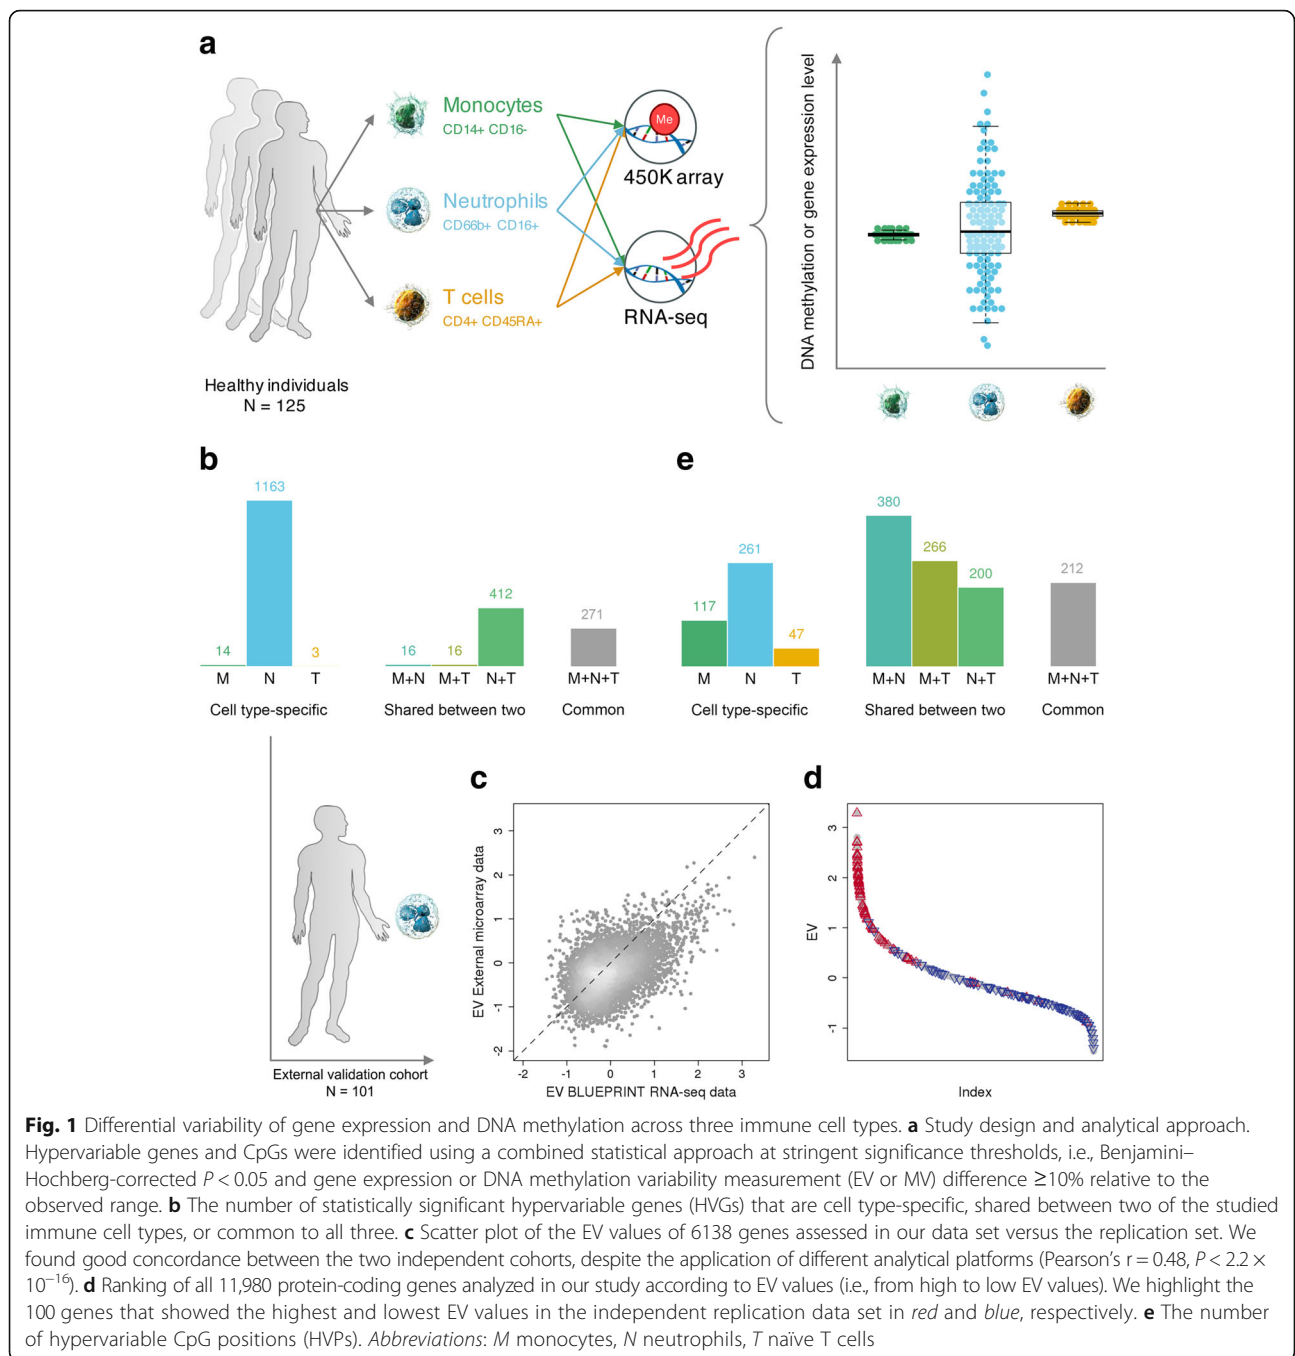 a
Monocytes
CD14+ CD16-
Neutrophils
CD66b+ CD16+
T cells
CD4+ CD45RA+
Healthy individuals
N = 125
Me
450K array
RNA-seq
DNA methylation or gene expression level
b
14
1163
3
16
16
412
271
M N T M+N M+T N+T M+N+T
Cell type-specific Shared between two Common
e
117
261
47
380
266
200
212
M N T M+N M+T N+T M+N+T
Cell type-specific Shared between two Common
External validation cohort
N = 101
c
EV External microarray data
3
2
1
0
-1
-2
-2 -1 0 1 2 3
EV BLUEPRINT RNA-seq data
d
EV
3
2
1
0
-1
Index
Fig. 1 Differential variability of gene expression and DNA methylation across three immune cell types. a Study design and analytical approach.
Hypervariable genes and CpGs were identified using a combined statistical approach at stringent significance thresholds, i.e., Benjamini–
Hochberg-corrected P < 0.05 and gene expression or DNA methylation variability measurement (EV or MV) difference ≥10% relative to the
observed range. b The number of statistically significant hypervariable genes (HVGs) that are cell type-specific, shared between two of the studied
immune cell types, or common to all three. c Scatter plot of the EV values of 6138 genes assessed in our data set versus the replication set. We
found good concordance between the two independent cohorts, despite the application of different analytical platforms (Pearson's r = 0.48, P < 2.2 ×
10⁻¹⁶). d Ranking of all 11,980 protein-coding genes analyzed in our study according to EV values (i.e., from high to low EV values). We highlight the
100 genes that showed the highest and lowest EV values in the independent replication data set in red and blue, respectively. e The number
of hypervariable CpG positions (HVPs). Abbreviations: M monocytes, N neutrophils, T naïve T cells